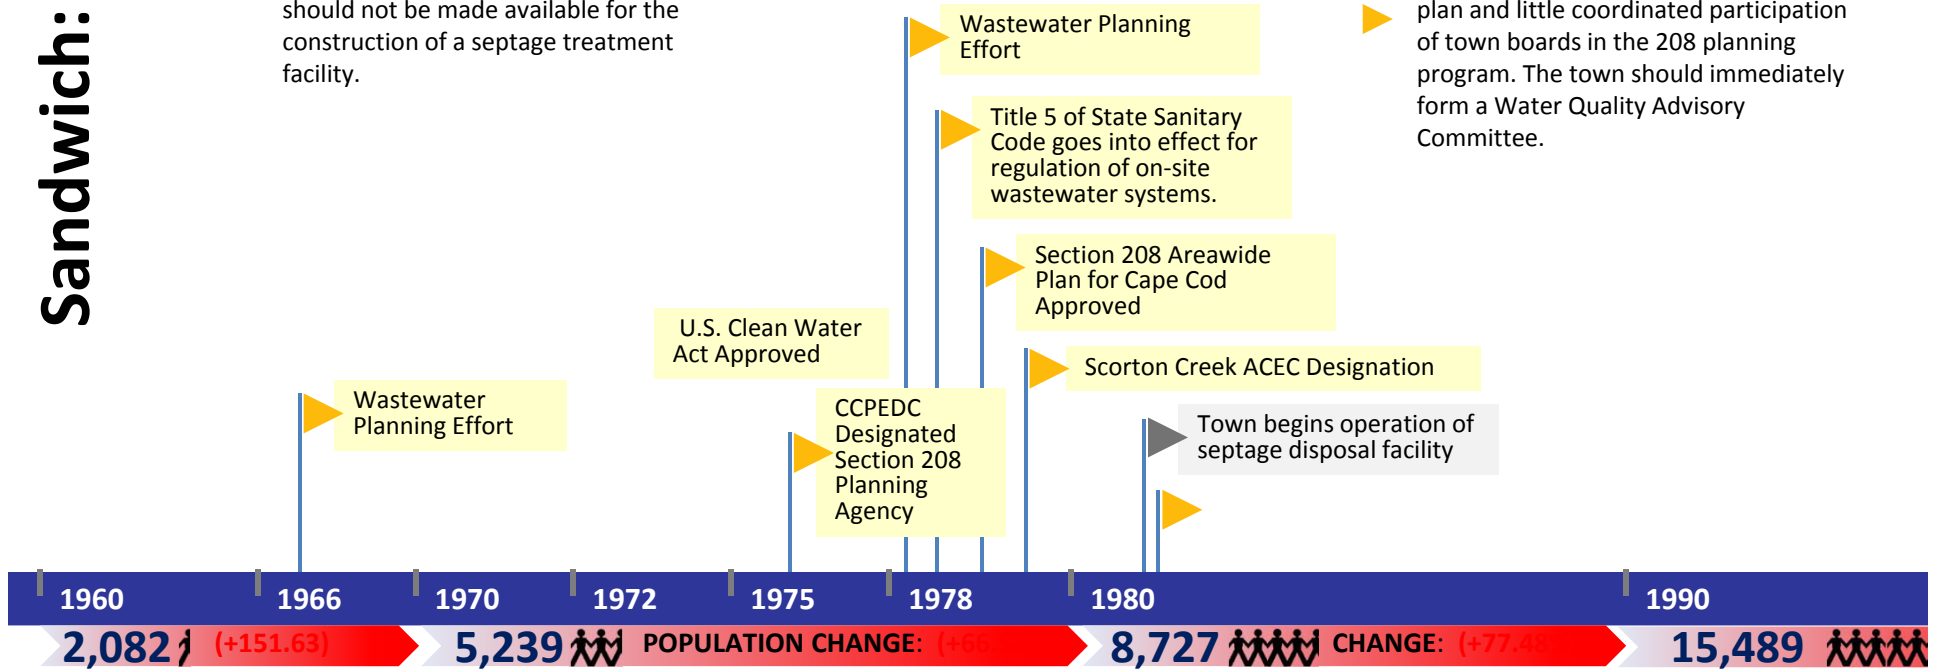 Sandwich:
should not be made available for the
construction of a septage treatment
facility.
Wastewater Planning
Effort
plan and little coordinated participation
of town boards in the 208 planning
program. The town should immediately
form a Water Quality Advisory
Committee.
Title 5 of State Sanitary
Code goes into effect for
regulation of on-site
wastewater systems.
Section 208 Areawide
Plan for Cape Cod
Approved
U.S. Clean Water
Act Approved
Scorton Creek ACEC Designation
Wastewater
Planning Effort
CCPEDC
Designated
Section 208
Planning
Agency
Town begins operation of
septage disposal facility
1960 1966 1970 1972 1975 1978 1980 1990
2,082 (+151.63) 5,239 POPULATION CHANGE: (+66. 8,727 CHANGE: (+77.48 15,489